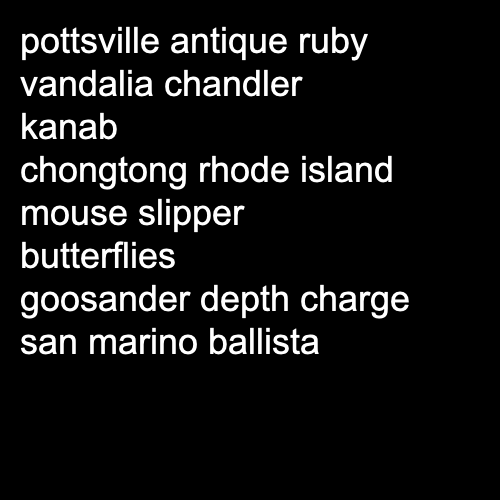 pottsville antique ruby
vandalia chandler
kanab
chongtong rhode island
mouse slipper
butterflies
goosander depth charge
san marino ballista